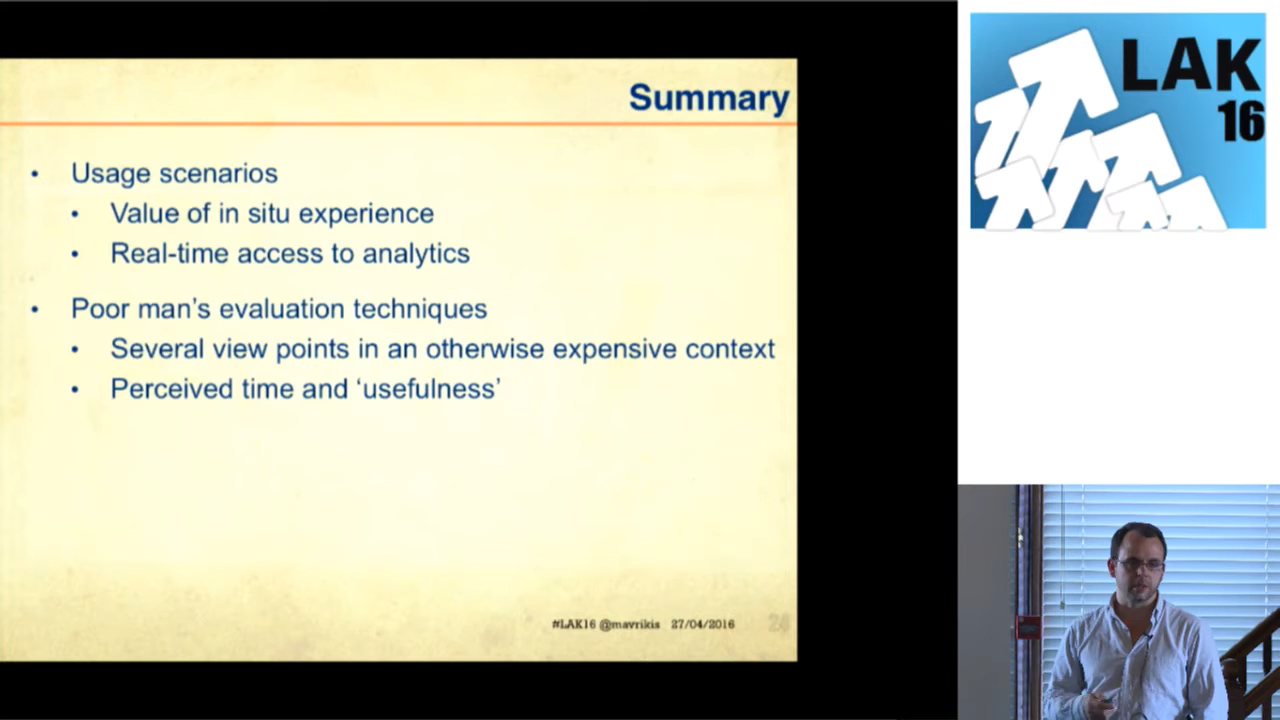 Summary
• Usage scenarios
• Value of in situ experience
• Real-time access to analytics
• Poor man’s evaluation techniques
• Several view points in an otherwise expensive context
• Perceived time and ‘usefulness’
#LAK16 @mavrikis 27/04/2016 24
LAK
16